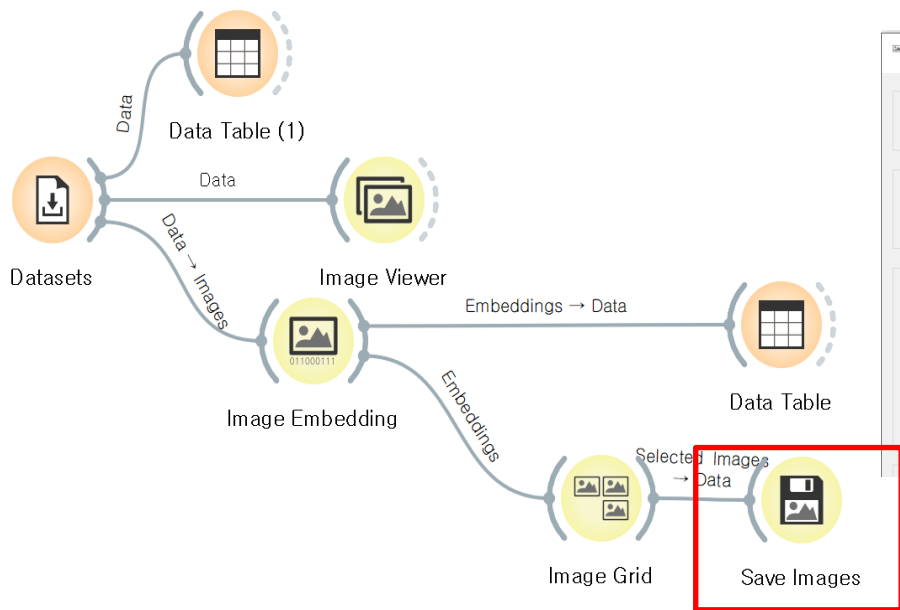 Data Table (1)
Data
Data
Datasets
Image Viewer
Data → Images
011000111
Image Embedding
Embeddings → Data
Data Table
Embeddings
Selected Images
→ Data
Image Grid
Save Images